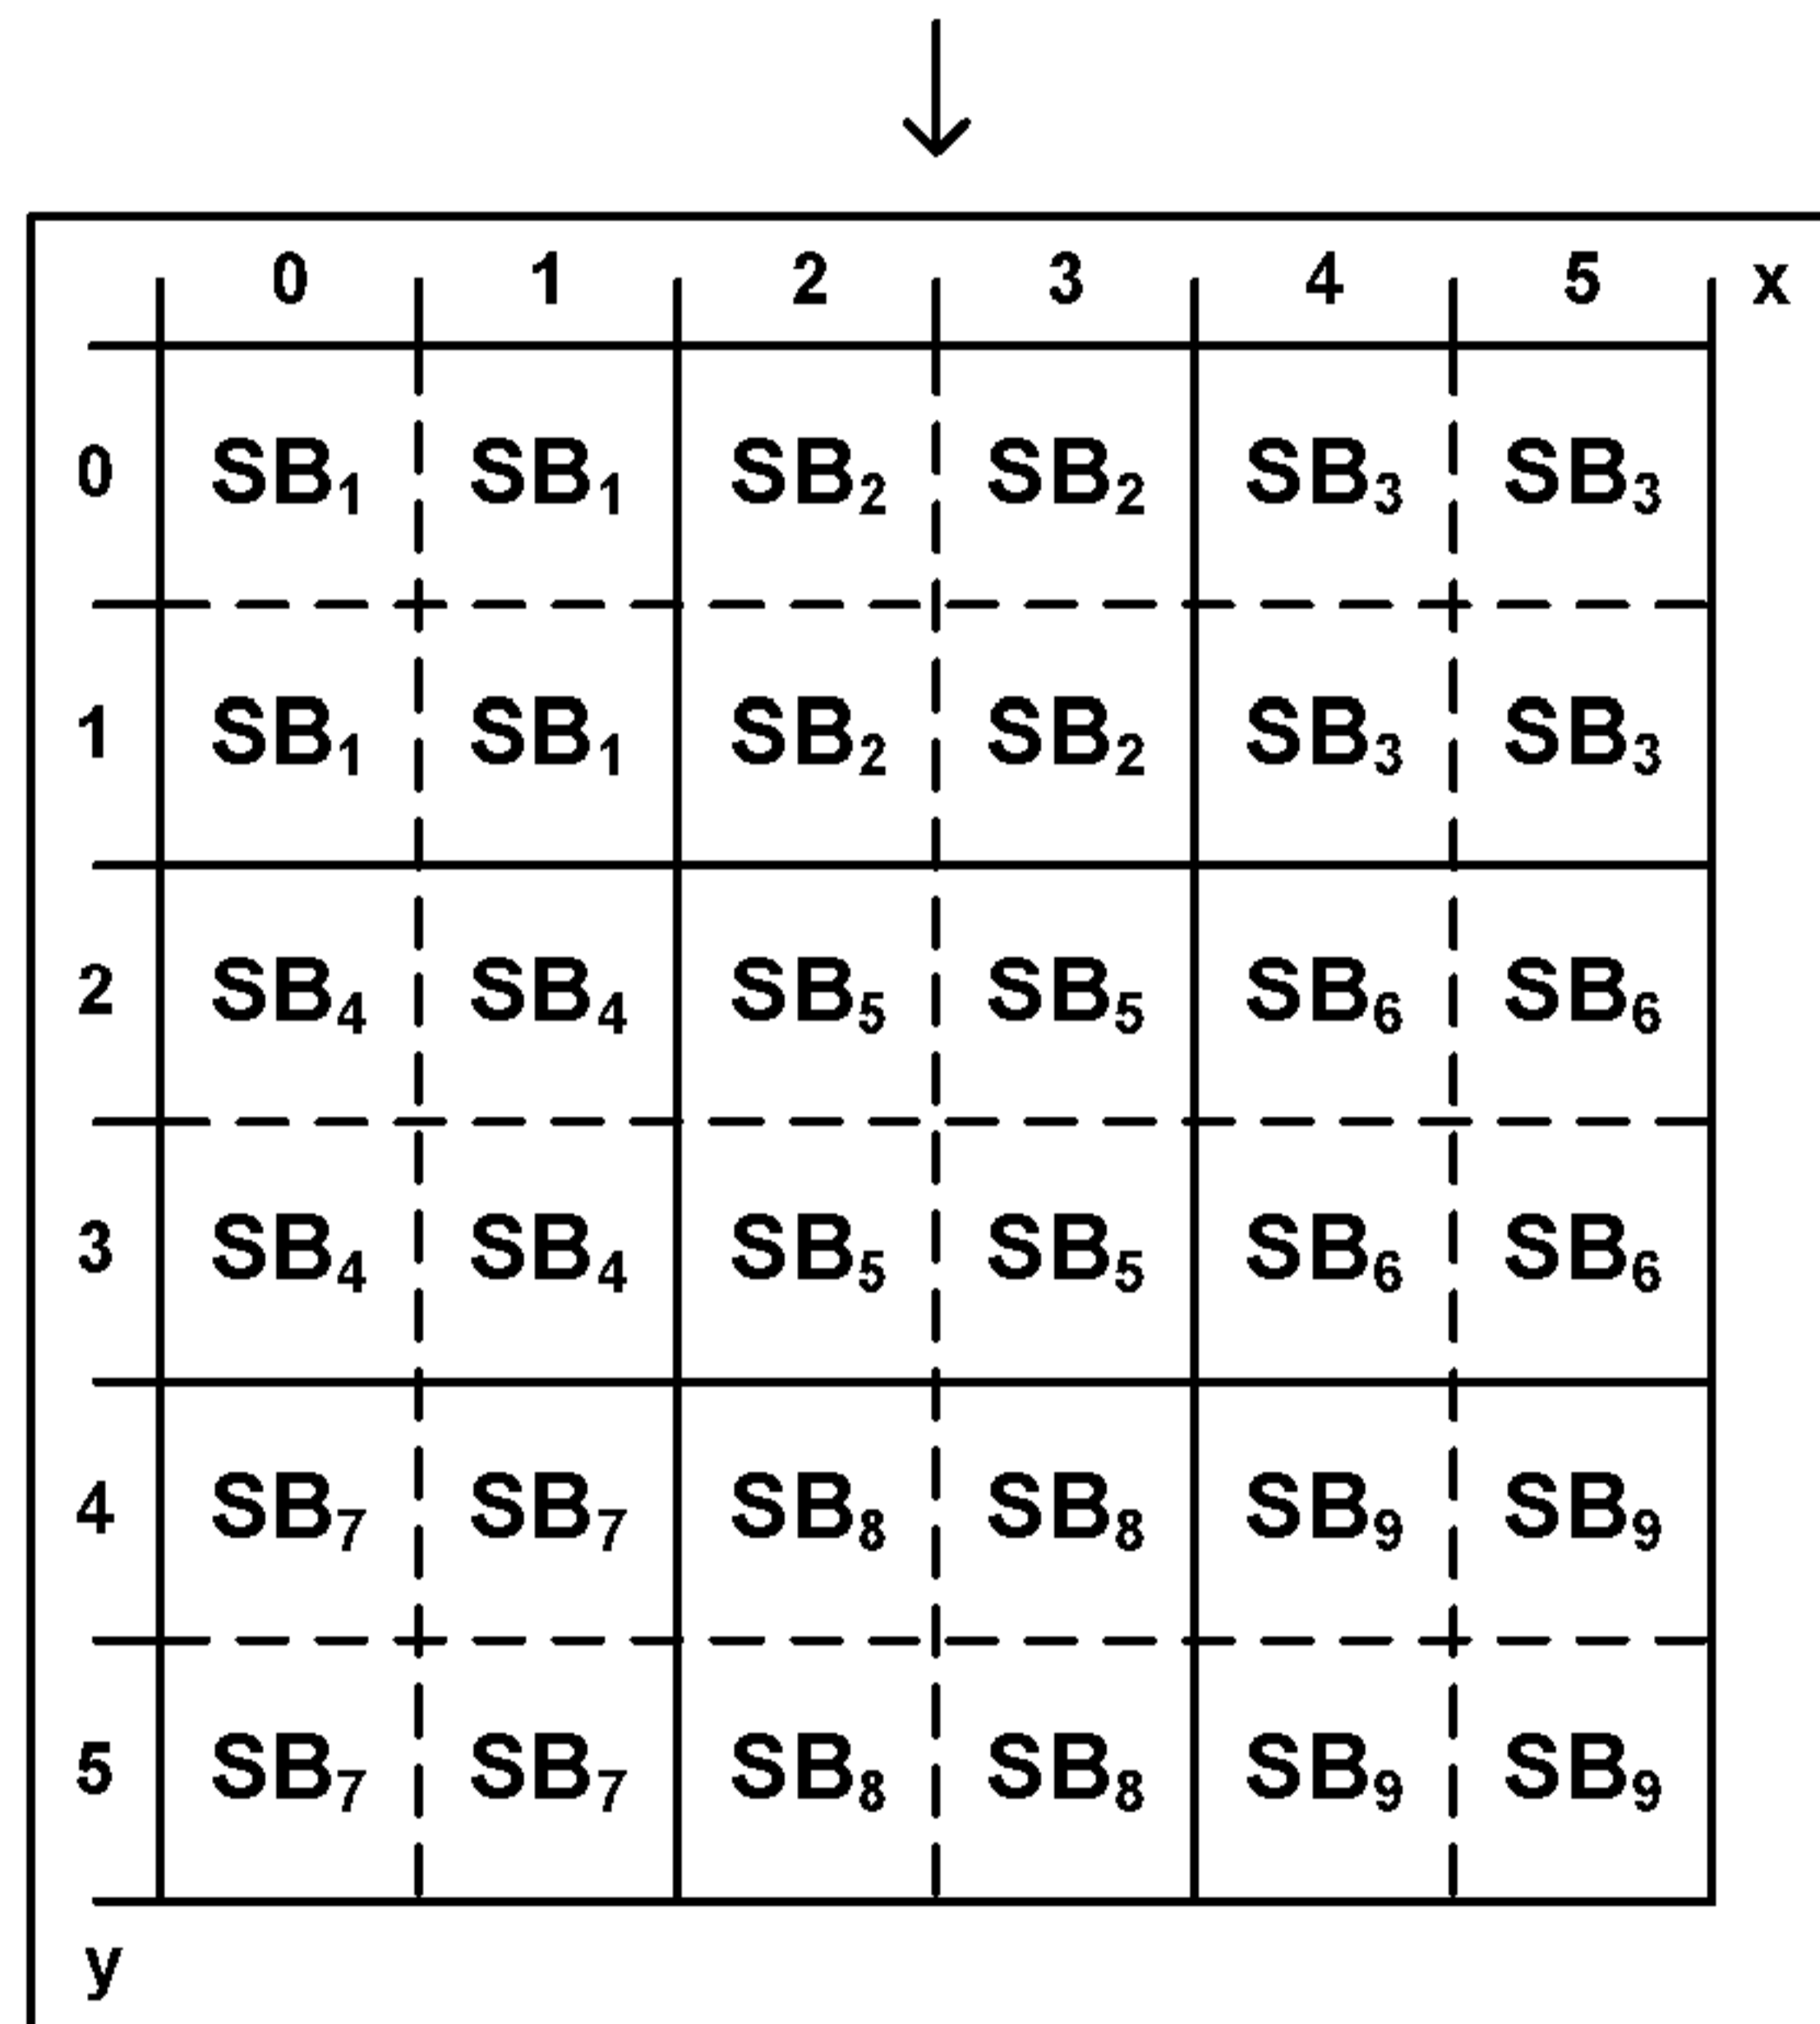 0 1 2 3 4 5 x
0 SB₁ SB₁ SB₂ SB₂ SB₃ SB₃
1 SB₁ SB₁ SB₂ SB₂ SB₃ SB₃
2 SB₄ SB₄ SB₅ SB₅ SB₆ SB₆
3 SB₄ SB₄ SB₅ SB₅ SB₆ SB₆
4 SB₇ SB₇ SB₈ SB₈ SB₉ SB₉
5 SB₇ SB₇ SB₈ SB₈ SB₉ SB₉
y